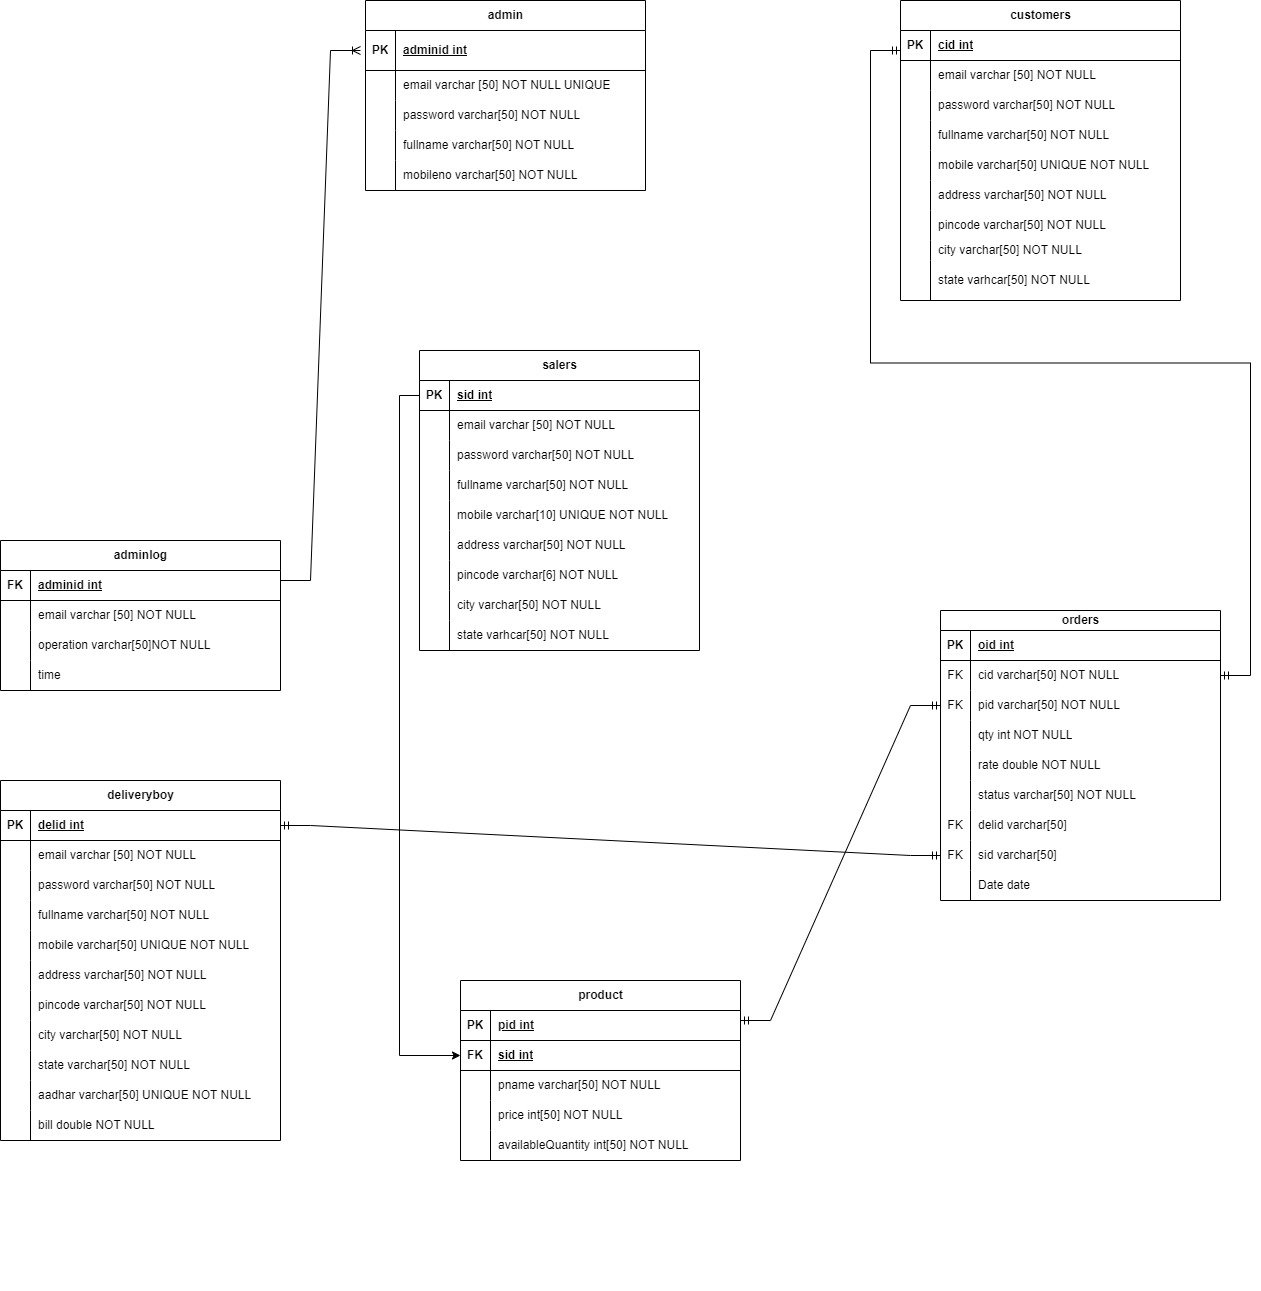 admin
PK adminid int
email varchar [50] NOT NULL UNIQUE
password varchar[50] NOT NULL
fullname varchar[50] NOT NULL
mobileno varchar[50] NOT NULL
customers
PK cid int
email varchar [50] NOT NULL
password varchar[50] NOT NULL
fullname varchar[50] NOT NULL
mobile varchar[50] UNIQUE NOT NULL
address varchar[50] NOT NULL
pincode varchar[50] NOT NULL
city varchar[50] NOT NULL
state varhcar[50] NOT NULL
salers
PK sid int
email varchar [50] NOT NULL
password varchar[50] NOT NULL
fullname varchar[50] NOT NULL
mobile varchar[10] UNIQUE NOT NULL
address varchar[50] NOT NULL
pincode varchar[6] NOT NULL
city varchar[50] NOT NULL
state varhcar[50] NOT NULL
adminlog
FK adminid int
email varchar [50] NOT NULL
operation varchar[50]NOT NULL
time
orders
PK oid int
FK cid varchar[50] NOT NULL
FK pid varchar[50] NOT NULL
qty int NOT NULL
rate double NOT NULL
status varchar[50] NOT NULL
FK delid varchar[50]
FK sid varchar[50]
Date date
deliveryboy
PK delid int
email varchar [50] NOT NULL
password varchar[50] NOT NULL
fullname varchar[50] NOT NULL
mobile varchar[50] UNIQUE NOT NULL
address varchar[50] NOT NULL
pincode varchar[50] NOT NULL
city varchar[50] NOT NULL
state varchar[50] NOT NULL
aadhar varchar[50] UNIQUE NOT NULL
bill double NOT NULL
product
PK pid int
FK sid int
pname varchar[50] NOT NULL
price int[50] NOT NULL
availableQuantity int[50] NOT NULL